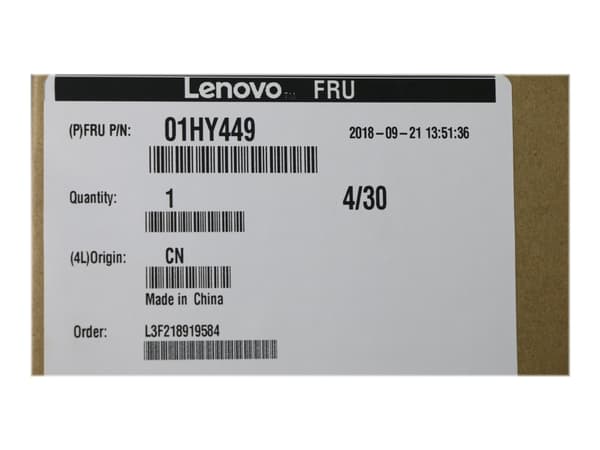 Lenovo™ FRU
(P)FRU P/N: 01HY449 2018-09-21 13:51:36
Quantity: 1 4/30
(4L)Origin: CN
Made in China
Order: L3F218919584